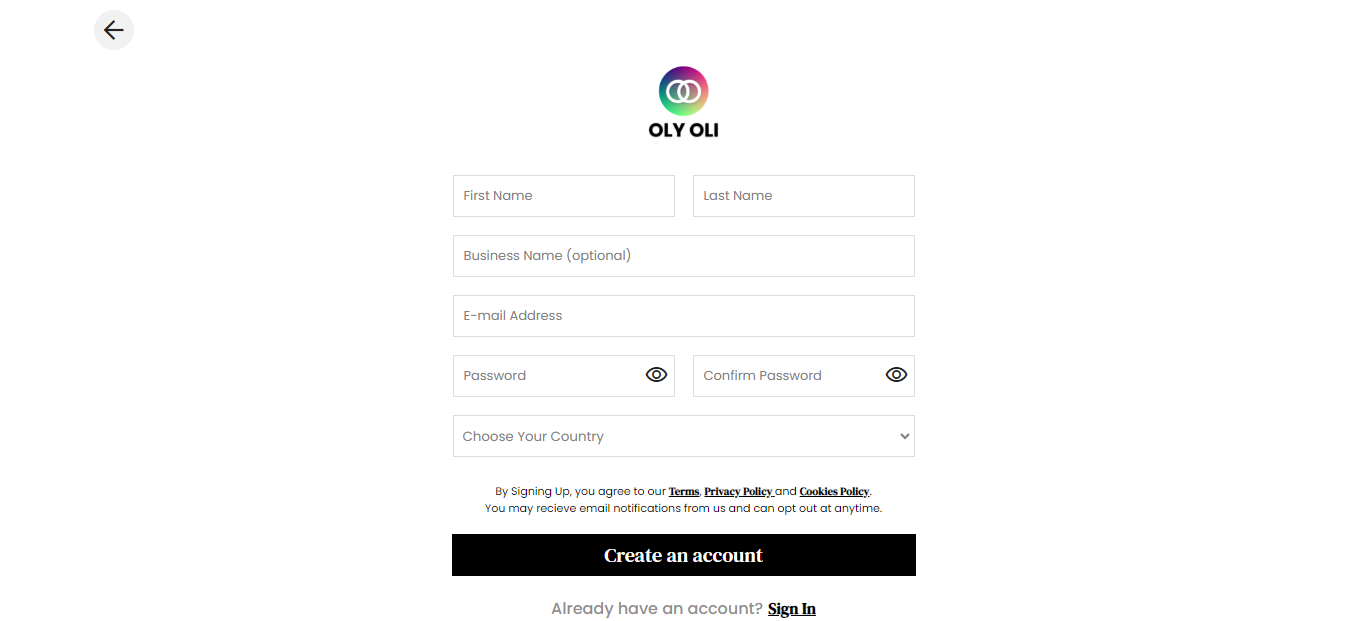 OLY OLI
First Name
Last Name
Business Name (optional)
E-mail Address
Password
Confirm Password
Choose Your Country
By Signing Up, you agree to our Terms, Privacy Policy and Cookies Policy.
You may recieve email notifications from us and can opt out at anytime.
Create an account
Already have an account? Sign In